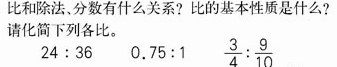 比和除法、分数有什么关系？比的基本性质是什么？
请化简下列各比。
24：36　0.75：1　3/4：9/10